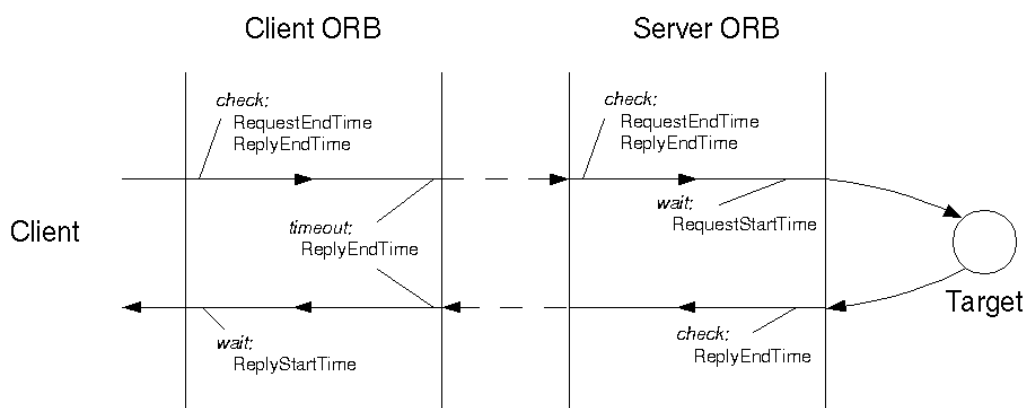 Client ORB
Server ORB
check:
RequestEndTime
ReplyEndTime
check:
RequestEndTime
ReplyEndTime
wait:
RequestStartTime
Client
timeout:
ReplyEndTime
Target
wait:
ReplyStartTime
check:
ReplyEndTime